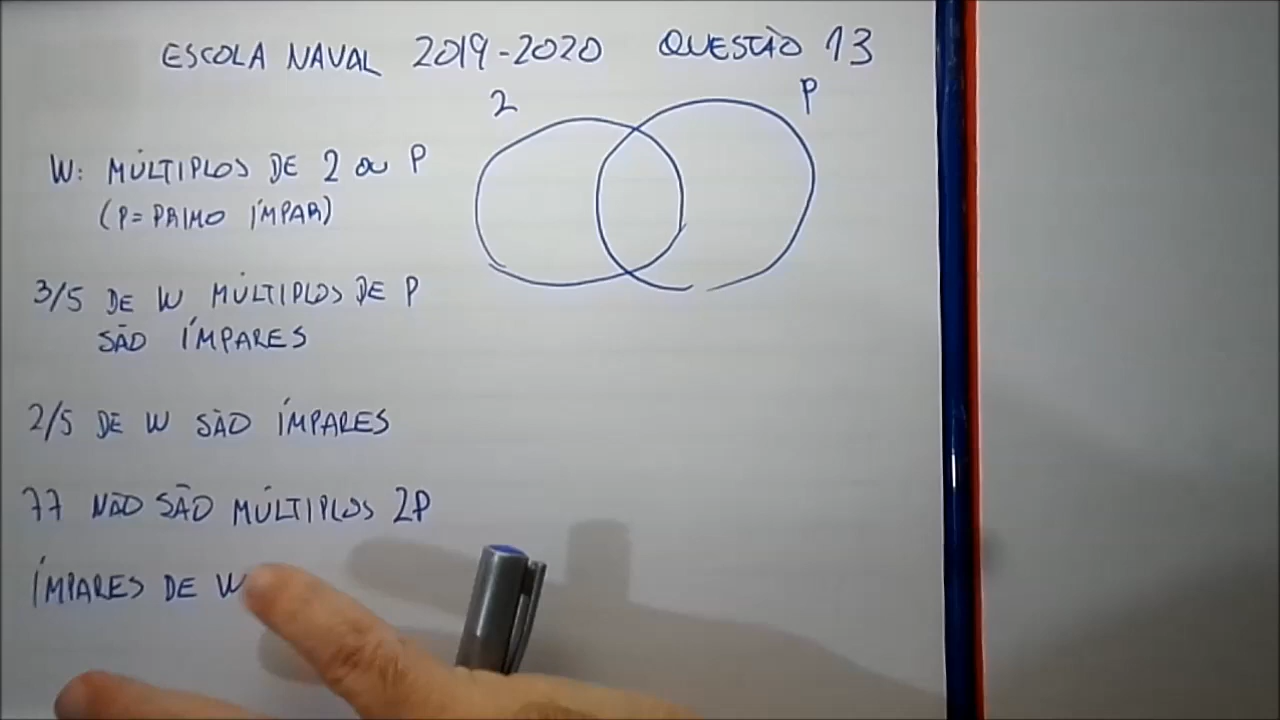 ESCOLA NAVAL 2019-2020 QUESTÃO 13
2 P
W: MÚLTIPLOS DE 2 OU P
(P=PRIMO ÍMPAR)
3/5 DE W MÚLTIPLOS DE P
SÃO ÍMPARES
2/5 DE W SÃO ÍMPARES
77 NÃO SÃO MÚLTIPLOS 2P
ÍMPARES DE W